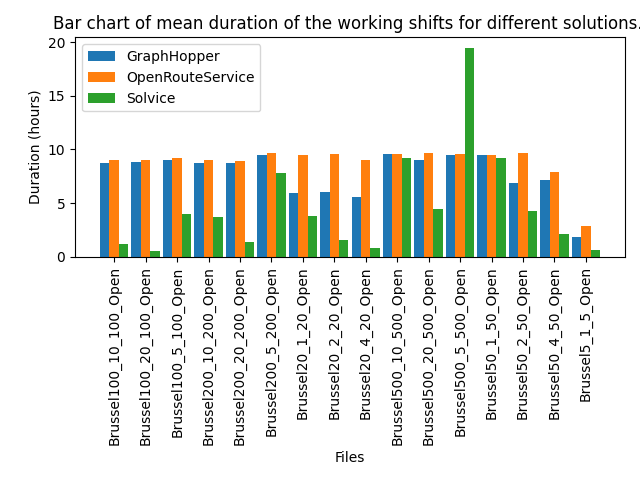 Bar chart of mean duration of the working shifts for different solutions.
GraphHopper
OpenRouteService
Solvice
Duration (hours)
20
15
10
5
0
Brussel100_10_100_Open
Brussel100_20_100_Open
Brussel100_5_100_Open
Brussel200_10_200_Open
Brussel200_20_200_Open
Brussel200_5_200_Open
Brussel20_1_20_Open
Brussel20_2_20_Open
Brussel20_4_20_Open
Brussel500_10_500_Open
Brussel500_20_500_Open
Brussel500_5_500_Open
Brussel50_1_50_Open
Brussel50_2_50_Open
Brussel50_4_50_Open
Brussel5_1_5_Open
Files